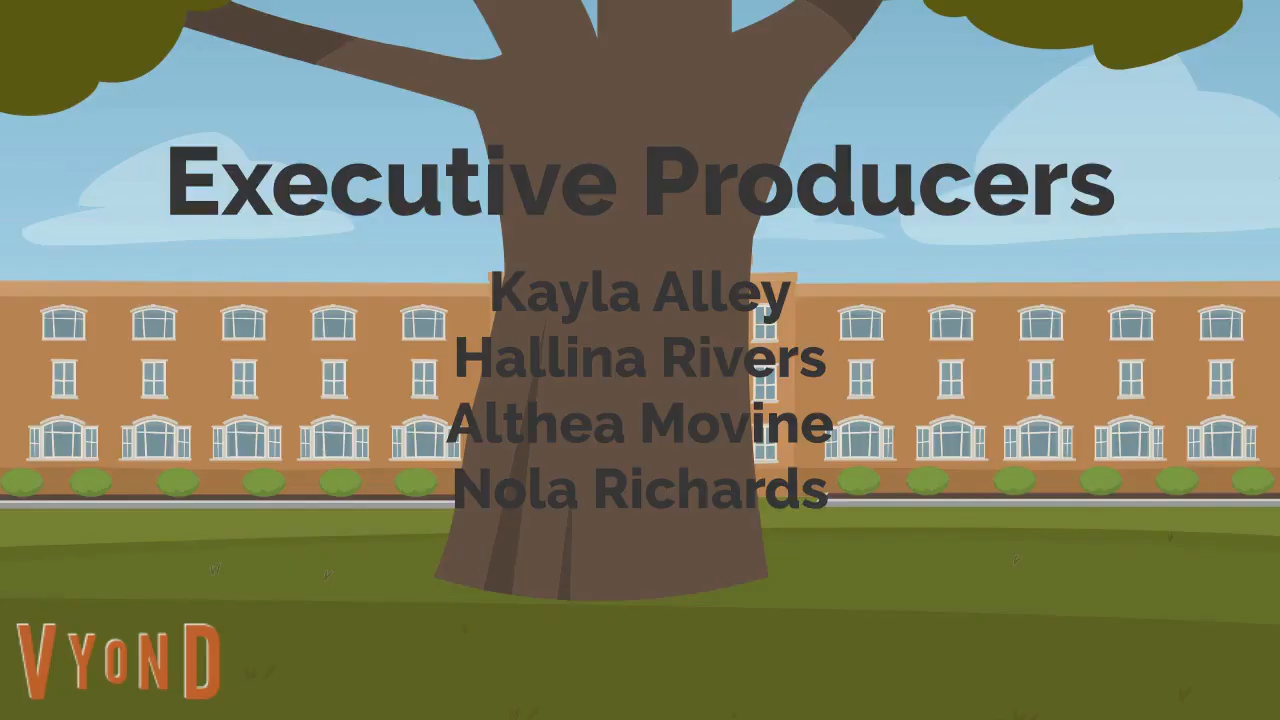 Executive Producers
Kayla Alley
Hallina Rivers
Althea Movine
Nola Richards
VYOND